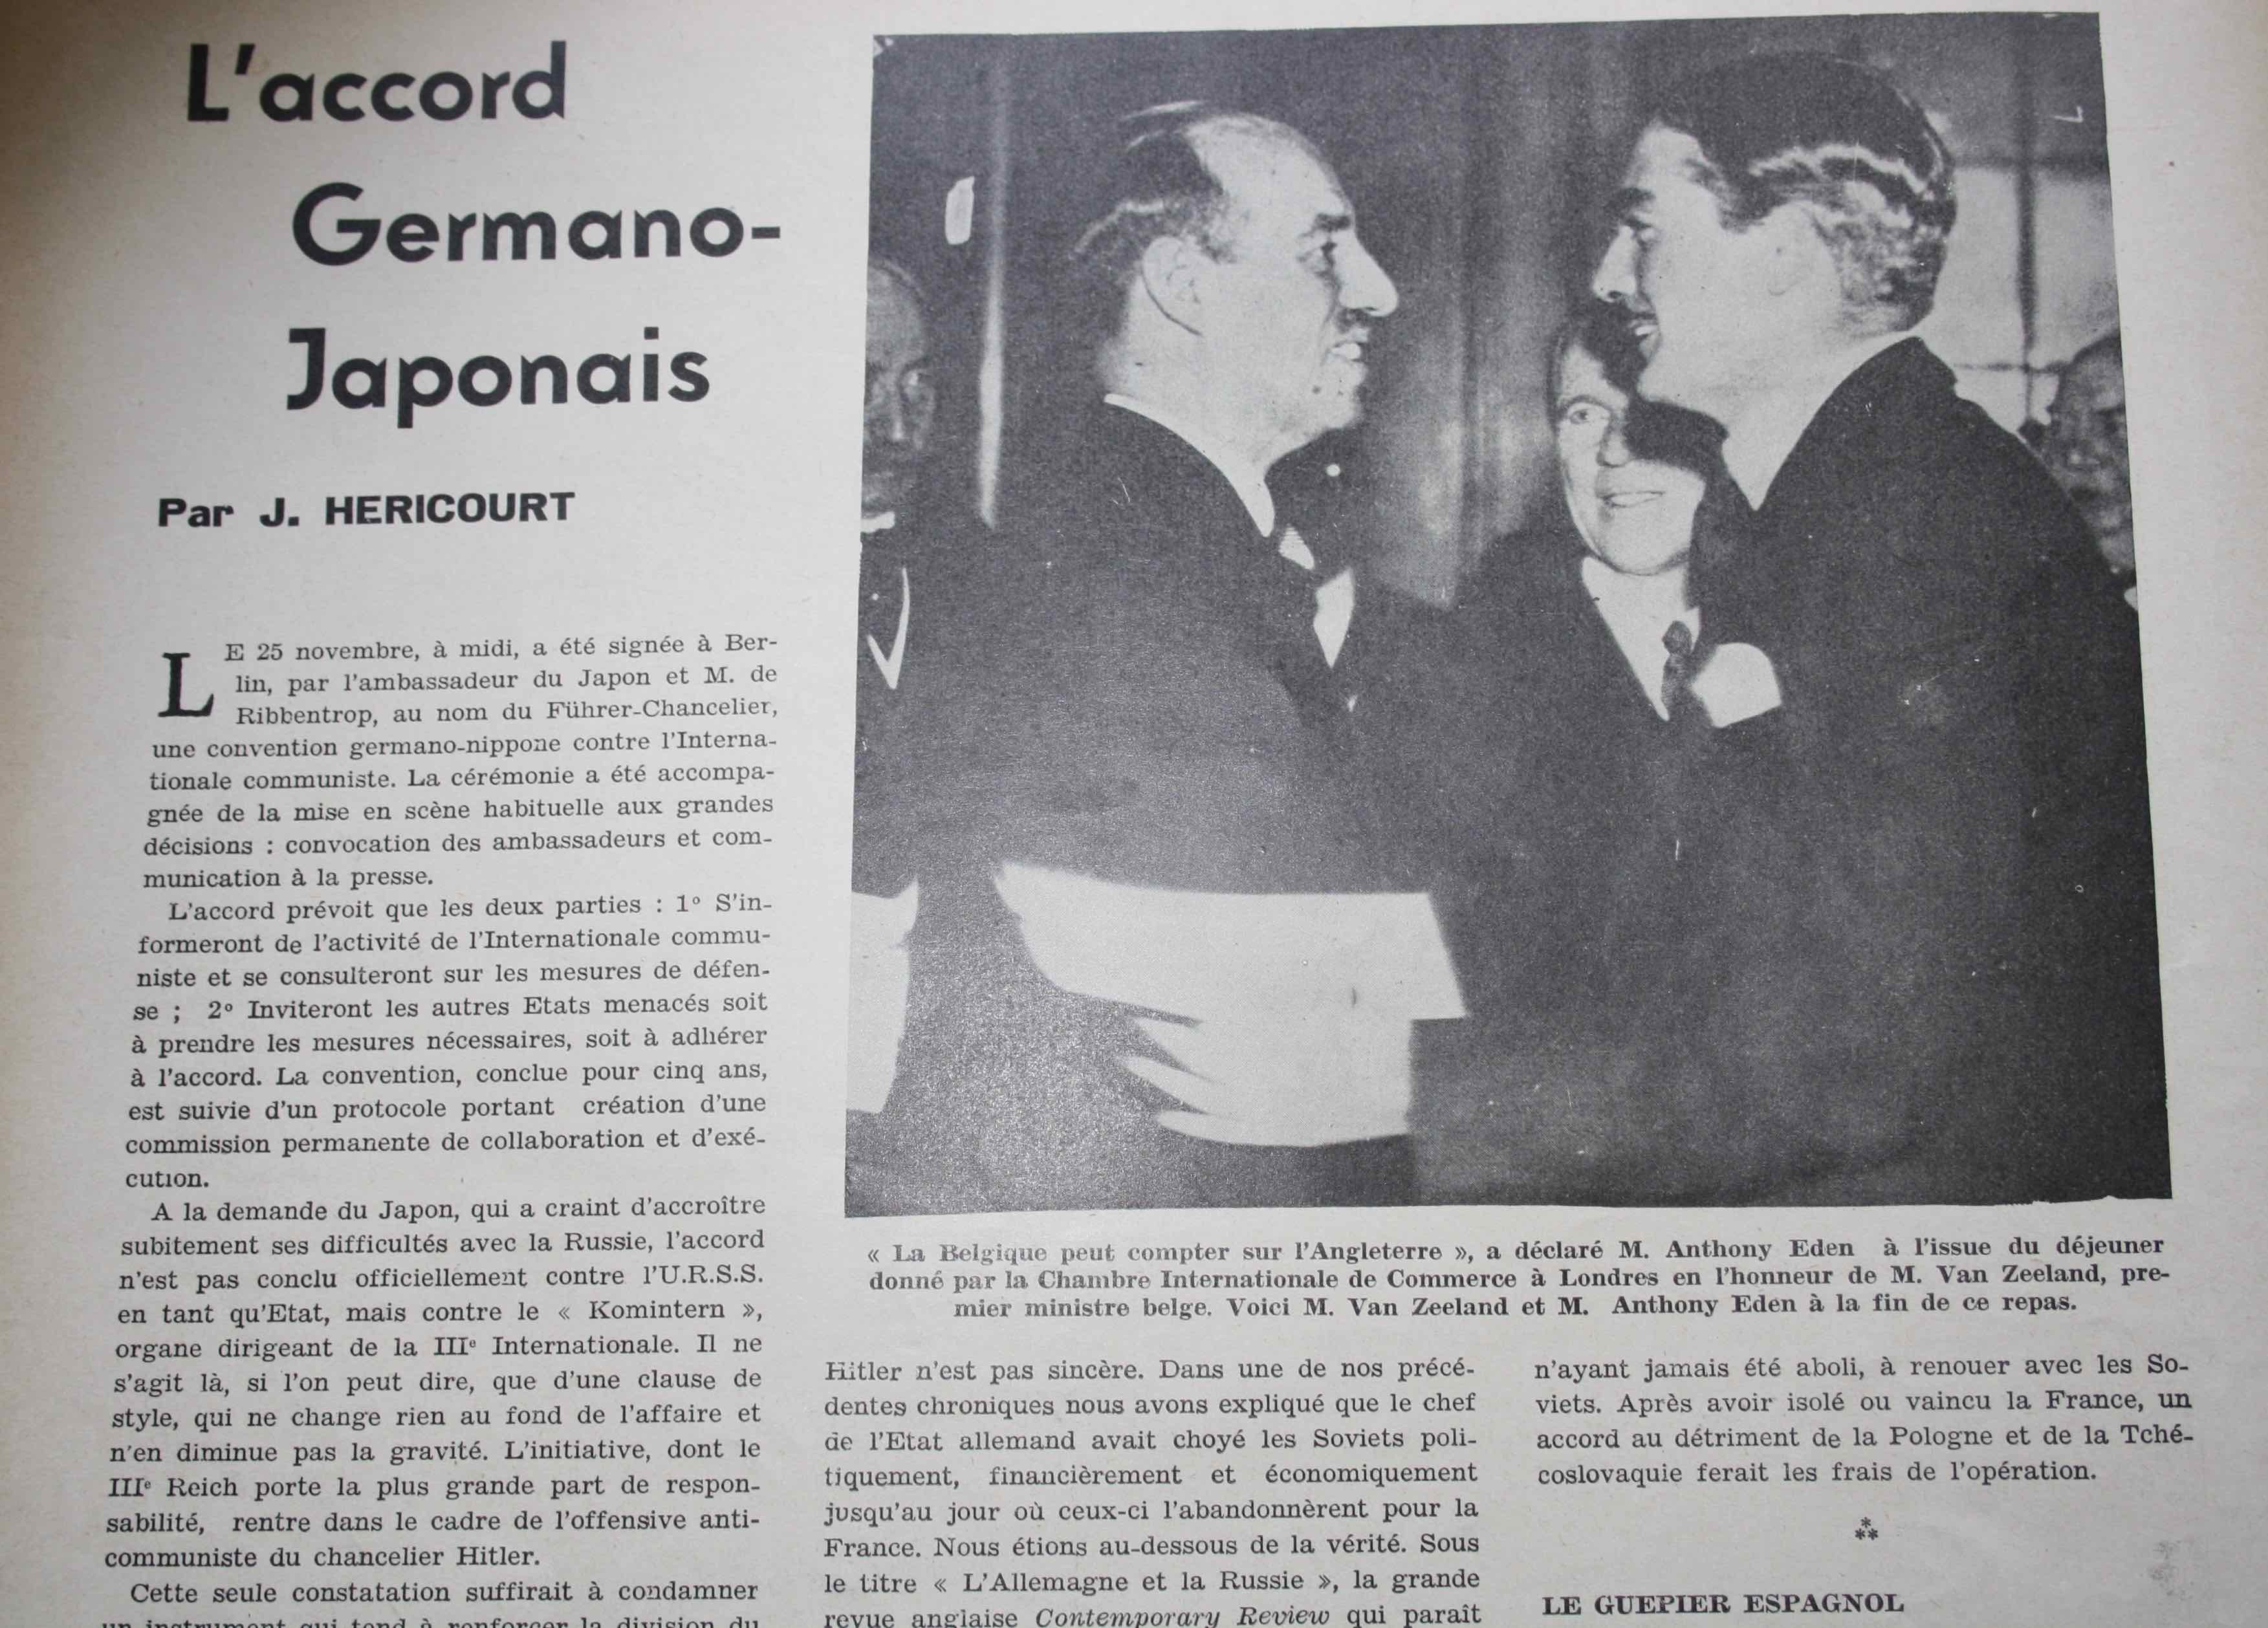 L'accord
Germano-
Japonais
Par J. HERICOURT
LE 25 novembre, à midi, a été signée à Ber-
lin, par l'ambassadeur du Japon et M. de
Ribbentrop, au nom du Führer-Chancelier,
une convention germano-nippone contre l'Interna-
tionale communiste. La cérémonie a été accompa-
gnée de la mise en scène habituelle aux grandes
décisions : convocation des ambassadeurs et com-
munication à la presse.
L'accord prévoit que les deux parties : 1° S'in-
formeront de l'activité de l'Internationale commu-
niste et se consulteront sur les mesures de défen-
se ; 2° Inviteront les autres Etats menacés soit
à prendre les mesures nécessaires, soit à adhérer
à l'accord. La convention, conclue pour cinq ans,
est suivie d'un protocole portant création d'une
commission permanente de collaboration et d'exé-
cution.
A la demande du Japon, qui a craint d'accroître
subitement ses difficultés avec la Russie, l'accord
n'est pas conclu officiellement contre l'U.R.S.S.
en tant qu'Etat, mais contre le « Komintern »,
organe dirigeant de la IIIe Internationale. Il ne
s'agit là, si l'on peut dire, que d'une clause de
style, qui ne change rien au fond de l'affaire et
n'en diminue pas la gravité. L'initiative, dont le
IIIe Reich porte la plus grande part de respon-
sabilité, rentre dans le cadre de l'offensive anti-
communiste du chancelier Hitler.
Cette seule constatation suffirait à condamner
un instrument qui tend à renforcer la division du
« La Belgique peut compter sur l'Angleterre », a déclaré M. Anthony Eden à l'issue du déjeuner
donné par la Chambre Internationale de Commerce à Londres en l'honneur de M. Van Zeeland, pre-
mier ministre belge. Voici M. Van Zeeland et M. Anthony Eden à la fin de ce repas.
Hitler n'est pas sincère. Dans une de nos précé-
dentes chroniques nous avons expliqué que le chef
de l'Etat allemand avait choyé les Soviets poli-
tiquement, financièrement et économiquement
jusqu'au jour où ceux-ci l'abandonnèrent pour la
France. Nous étions au-dessous de la vérité. Sous
le titre « L'Allemagne et la Russie », la grande
revue anglaise Contemporary Review qui paraît
n'ayant jamais été aboli, à renouer avec les So-
viets. Après avoir isolé ou vaincu la France, un
accord au détriment de la Pologne et de la Tché-
coslovaquie ferait les frais de l'opération.
⁂
LE GUEPIER ESPAGNOL